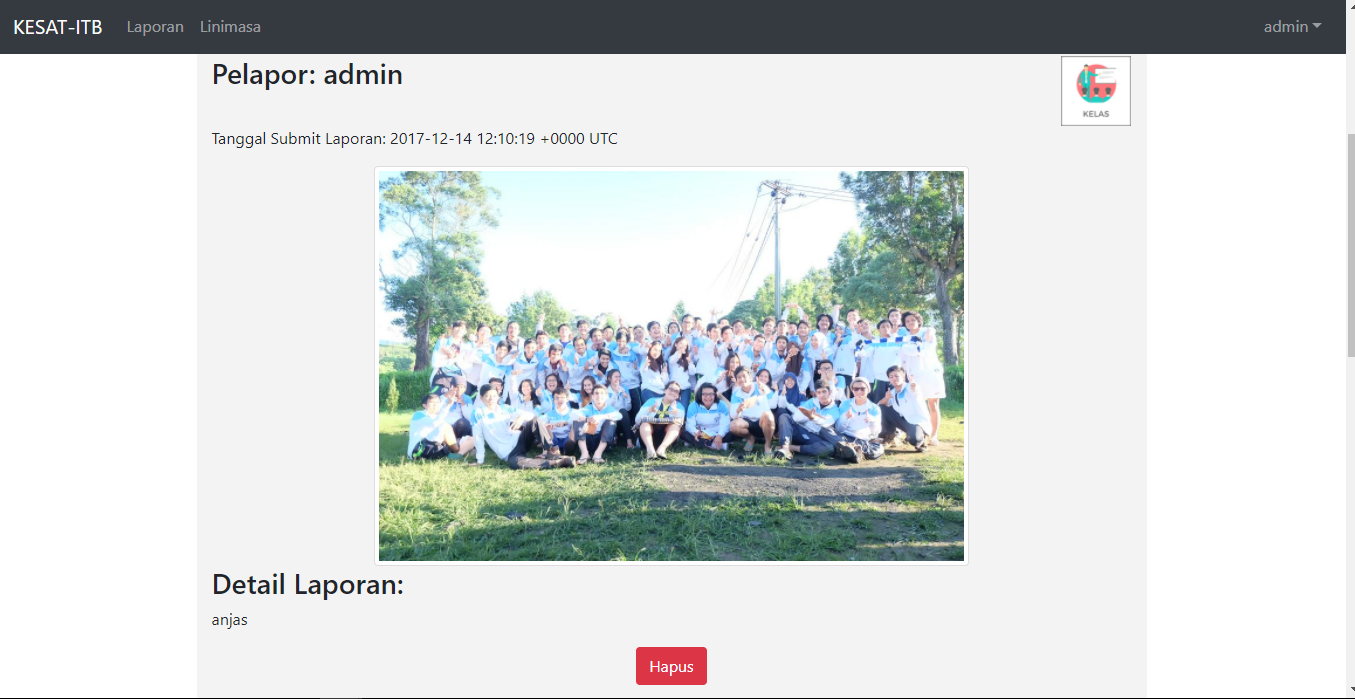 KESAT-ITB Laporan Linimasa admin
Pelapor: admin
KELAS
Tanggal Submit Laporan: 2017-12-14 12:10:19 +0000 UTC
Detail Laporan:
anjas
Hapus